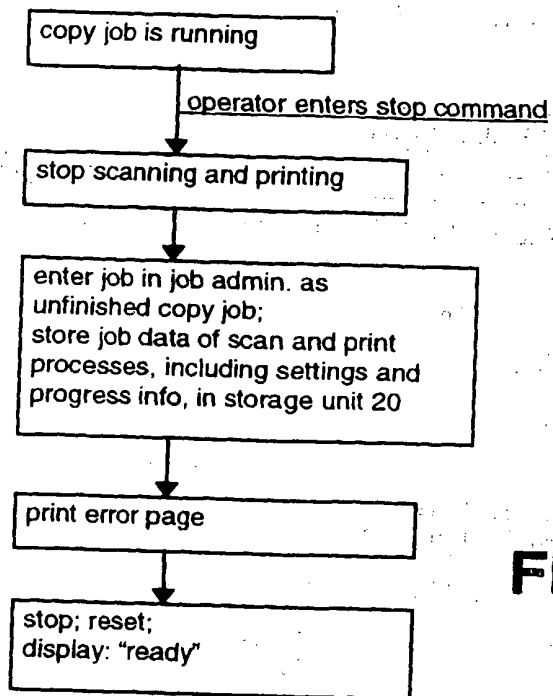 copy job is running
operator enters stop command
stop scanning and printing
enter job in job admin. as
unfinished copy job;
store job data of scan and print
processes, including settings and
progress info, in storage unit 20
print error page
stop; reset;
display: "ready"